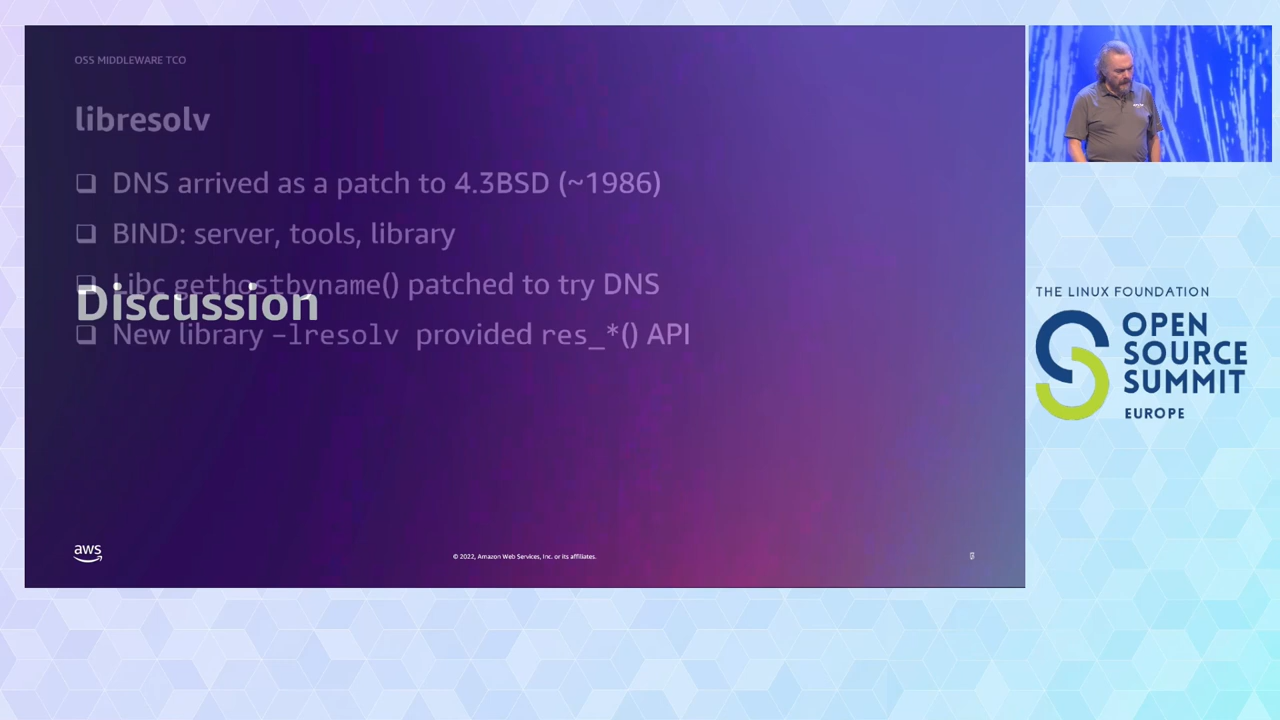 OSS MIDDLEWARE TCO
libresolv
❑ DNS arrived as a patch to 4.3BSD (~1986)
❑ BIND: server, tools, library
❑ Libc gethostbyname() patched to try DNS
Discussion
❑ New library –lresolv provided res_*() API
aws
© 2022, Amazon Web Services, Inc. or its affiliates.
THE LINUX FOUNDATION
OPEN
SOURCE
SUMMIT
EUROPE